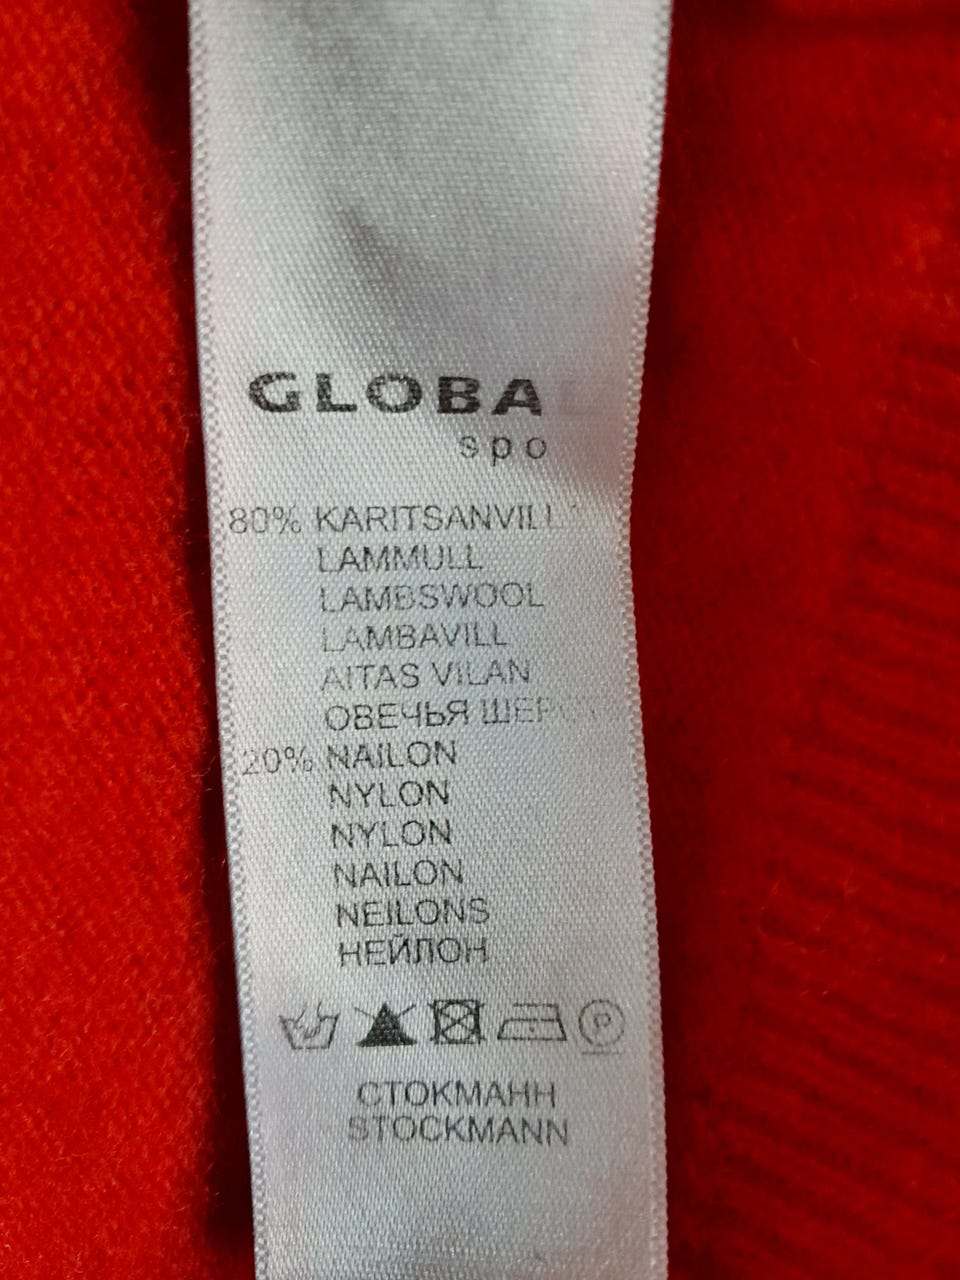 GLOBA
spo
80% KARITSANVILL
LAMMULL
LAMBSWOOL
LAMBAVILL
AITAS VILAN
ОВЕЧЬЯ
20% NAILON
NYLON
NYLON
NAILON
NEILONS
НЕЙЛОН
P
СТОКМАНН
STOCKMANN